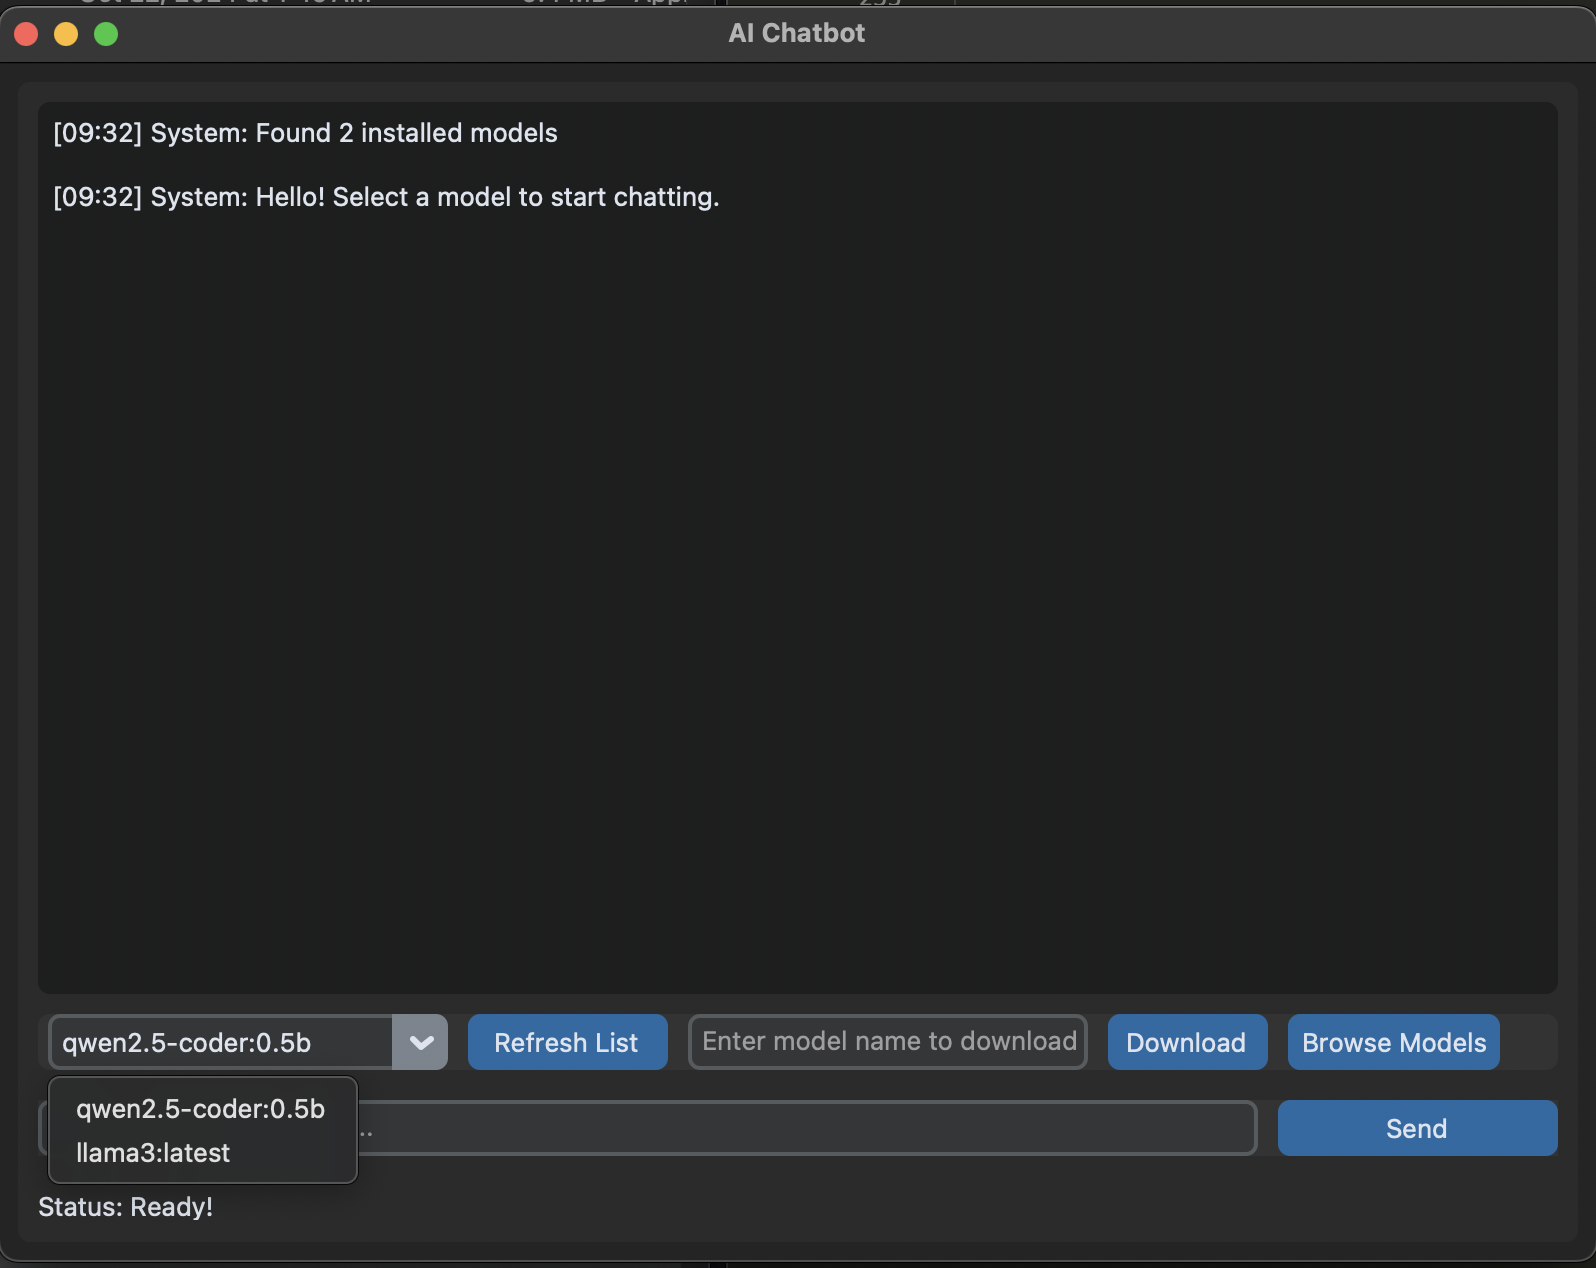 AI Chatbot
[09:32] System: Found 2 installed models
[09:32] System: Hello! Select a model to start chatting.
qwen2.5-coder:0.5b
Refresh List
Enter model name to download
Download
Browse Models
qwen2.5-coder:0.5b
llama3:latest
..
Send
Status: Ready!